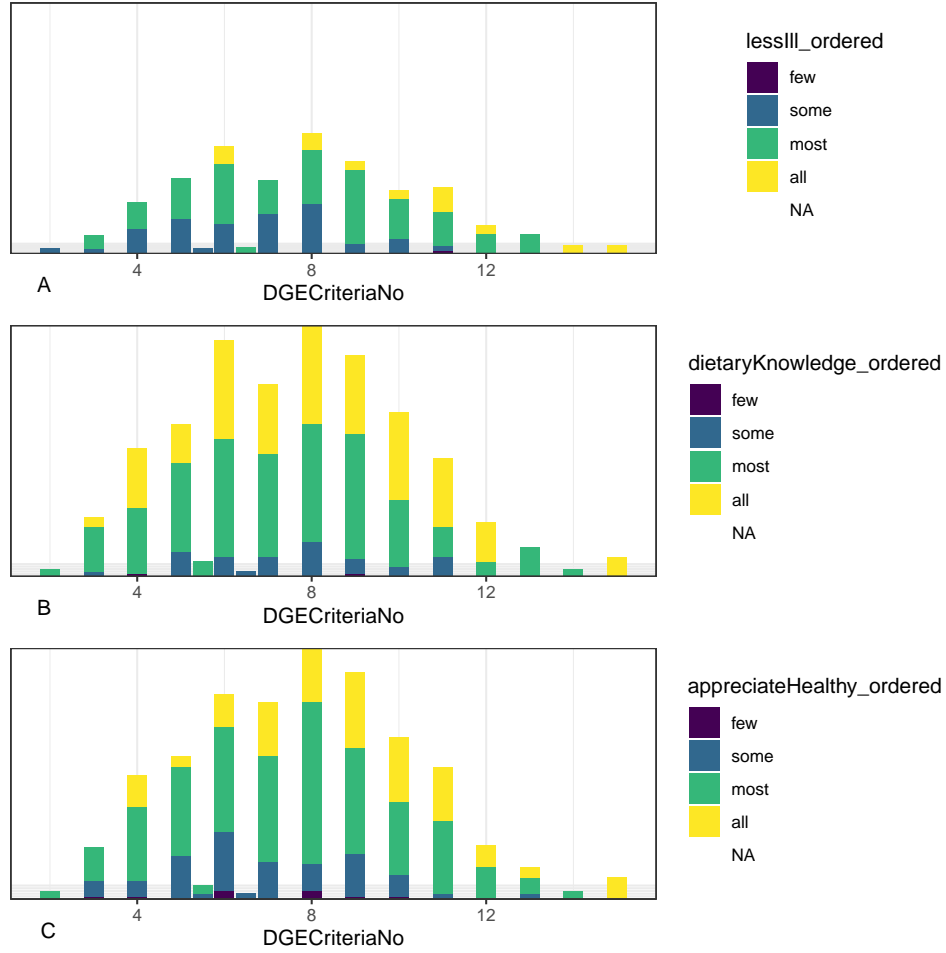 lessIll_ordered
few
some
most
all
NA
4 8 12
A
DGECriteriaNo
dietaryKnowledge_ordered
few
some
most
all
NA
4 8 12
B
DGECriteriaNo
appreciateHealthy_ordered
few
some
most
all
NA
4 8 12
C
DGECriteriaNo